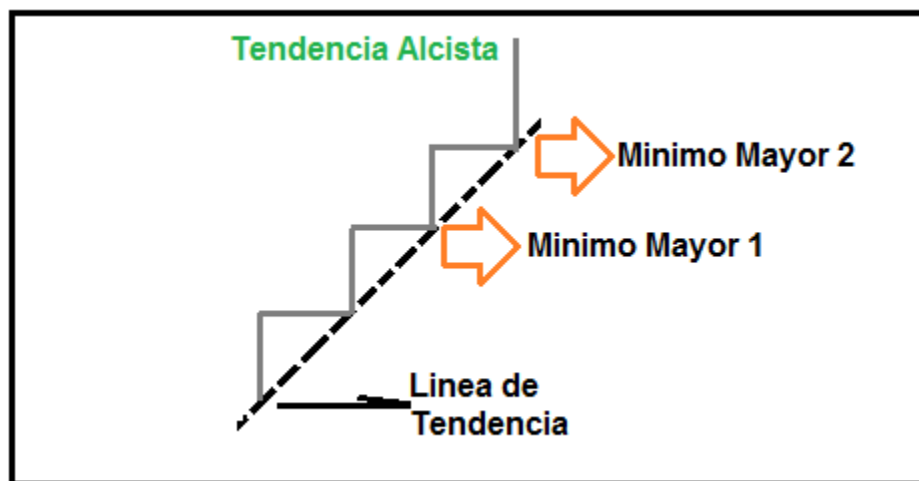 Tendencia Alcista
Minimo Mayor 2
Minimo Mayor 1
Linea de
Tendencia